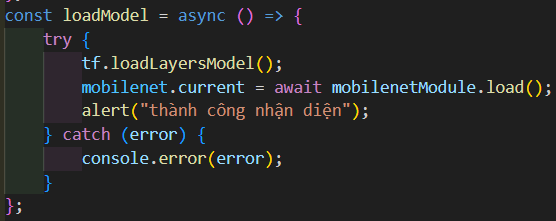 const loadModel = async () => {
try {
tf.loadLayersModel();
mobilenet.current = await mobilenetModule.load();
alert("thành công nhận diện");
} catch (error) {
console.error(error);
}
};